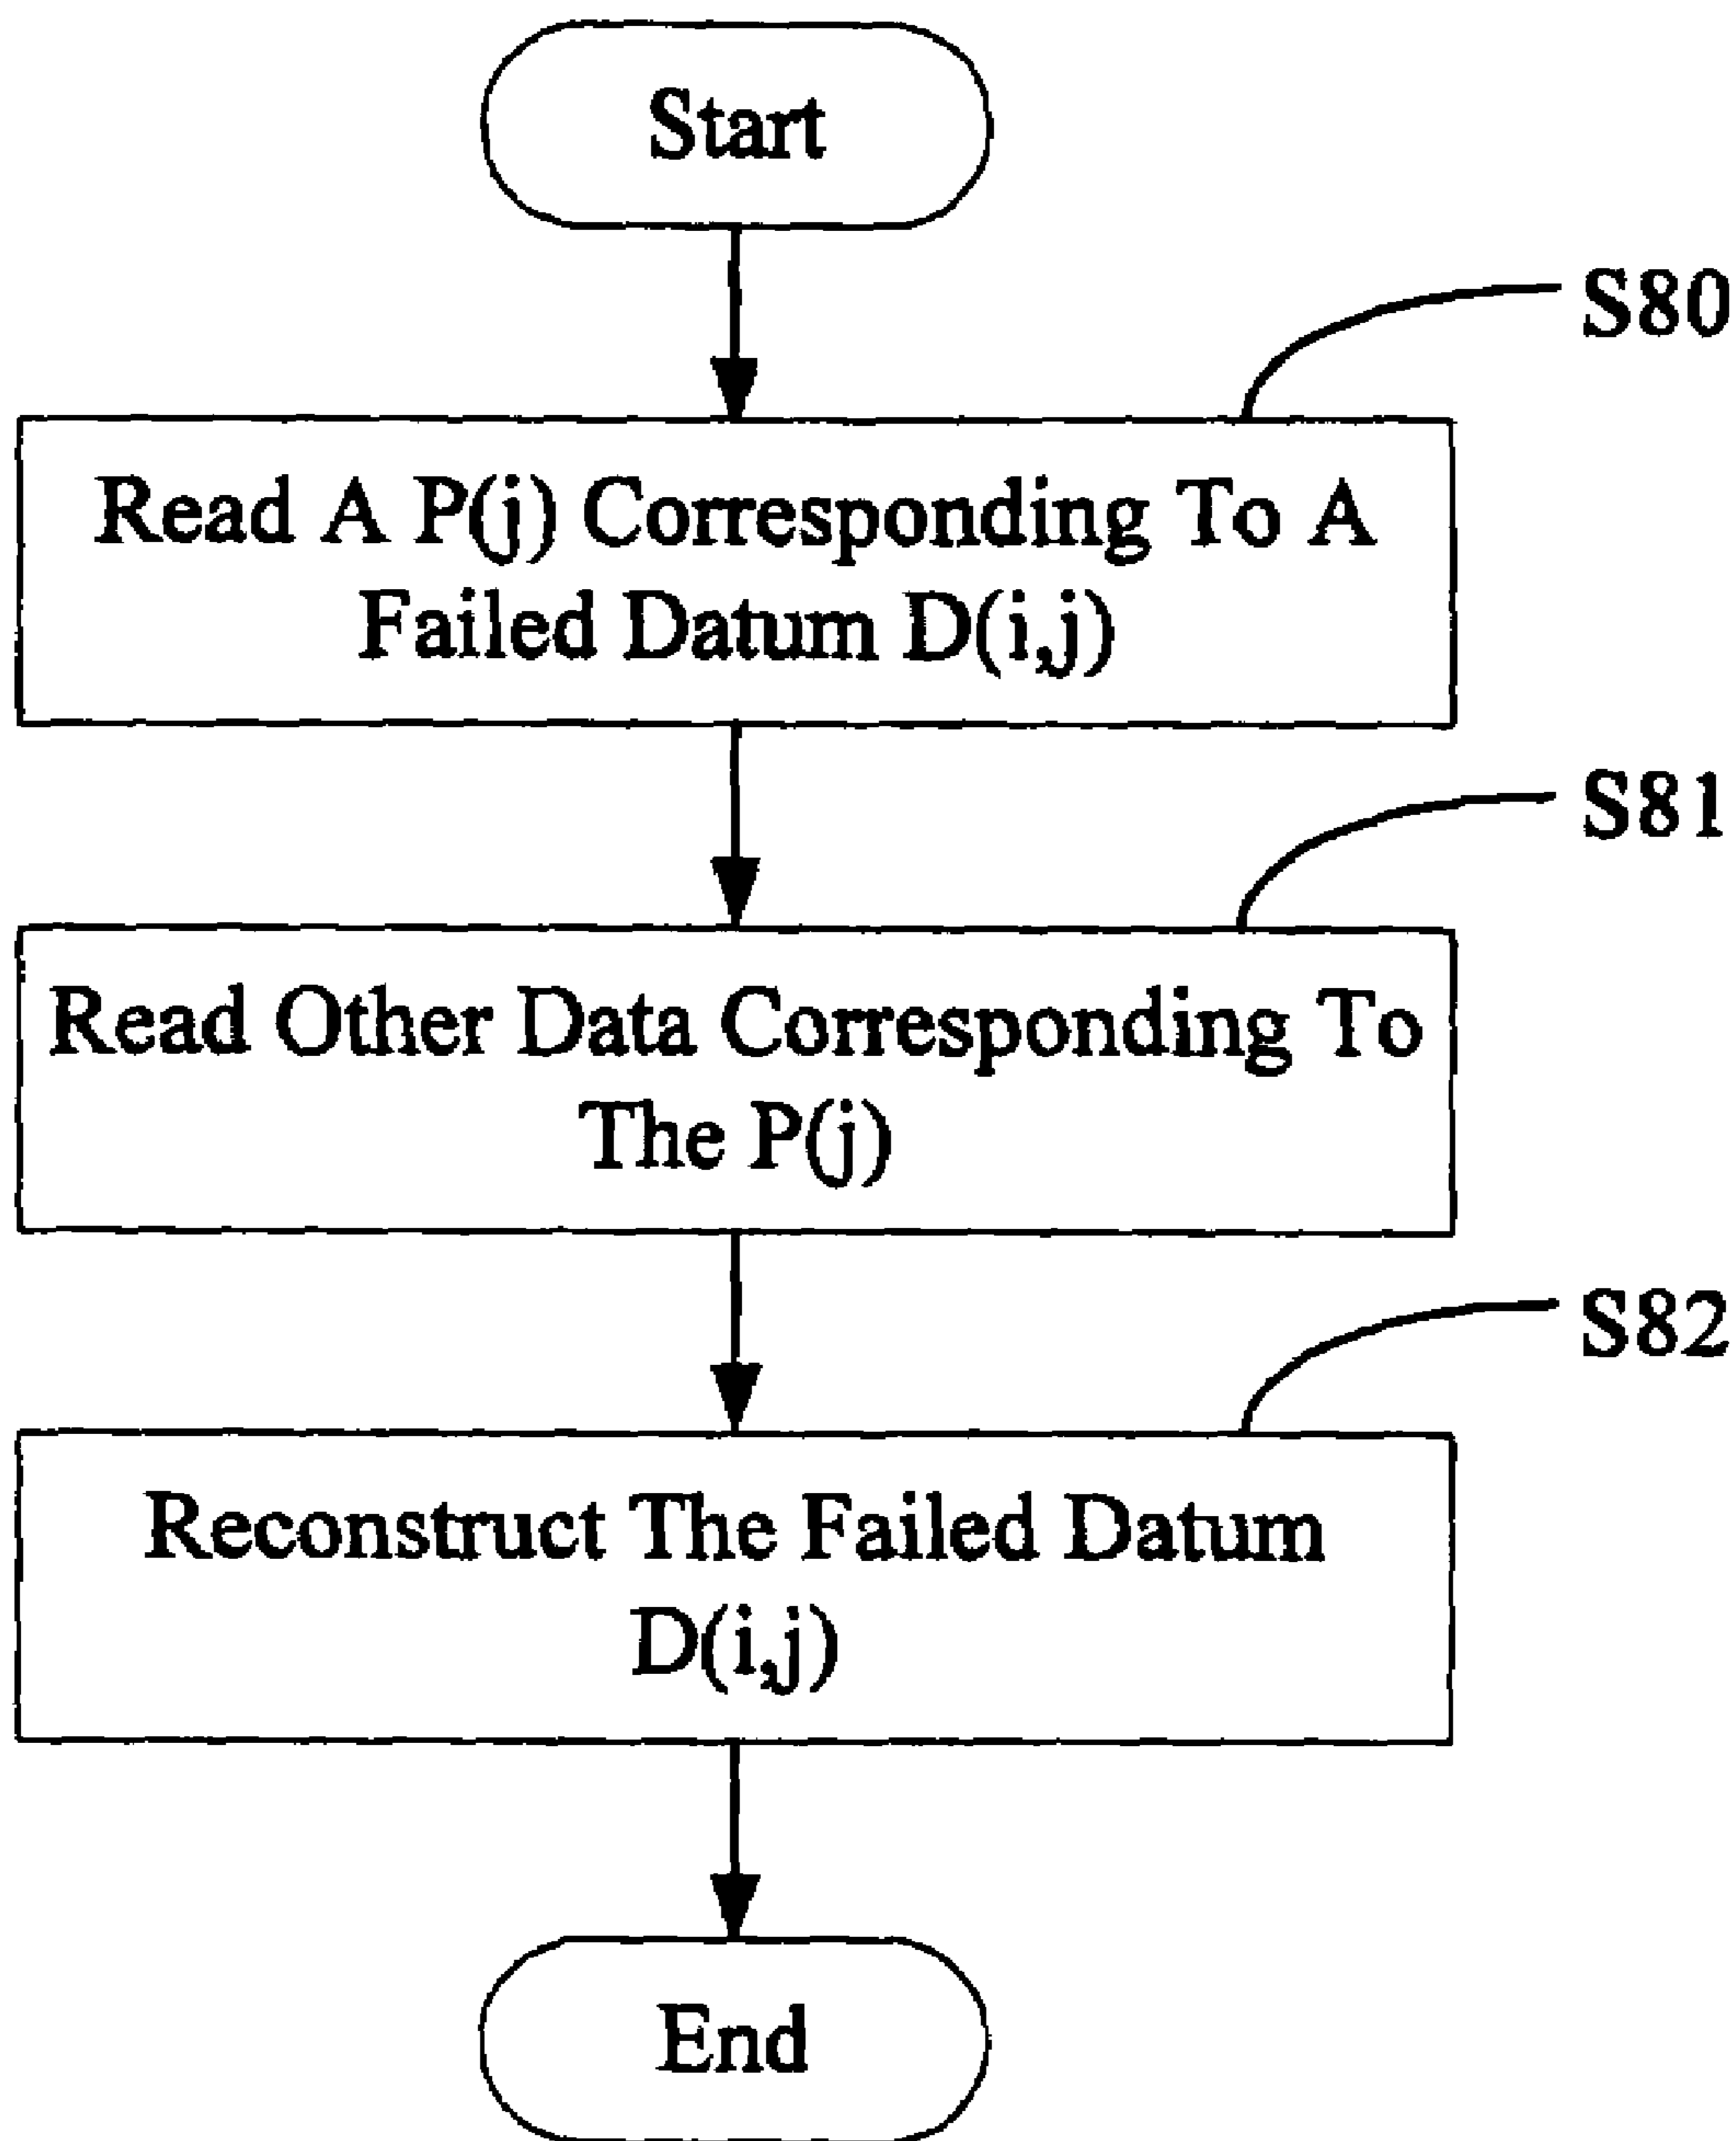 Start
S80
Read A P(j) Corresponding To A
Failed Datum D(i,j)
S81
Read Other Data Corresponding To
The P(j)
S82
Reconstruct The Failed Datum
D(i,j)
End